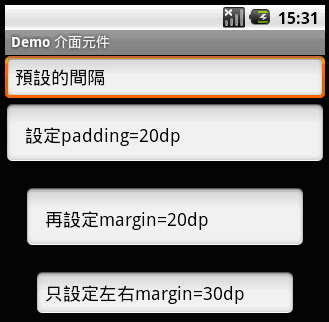 15:31
Demo 介面元件
預設的間隔
設定padding=20dp
再設定margin=20dp
只設定左右margin=30dp